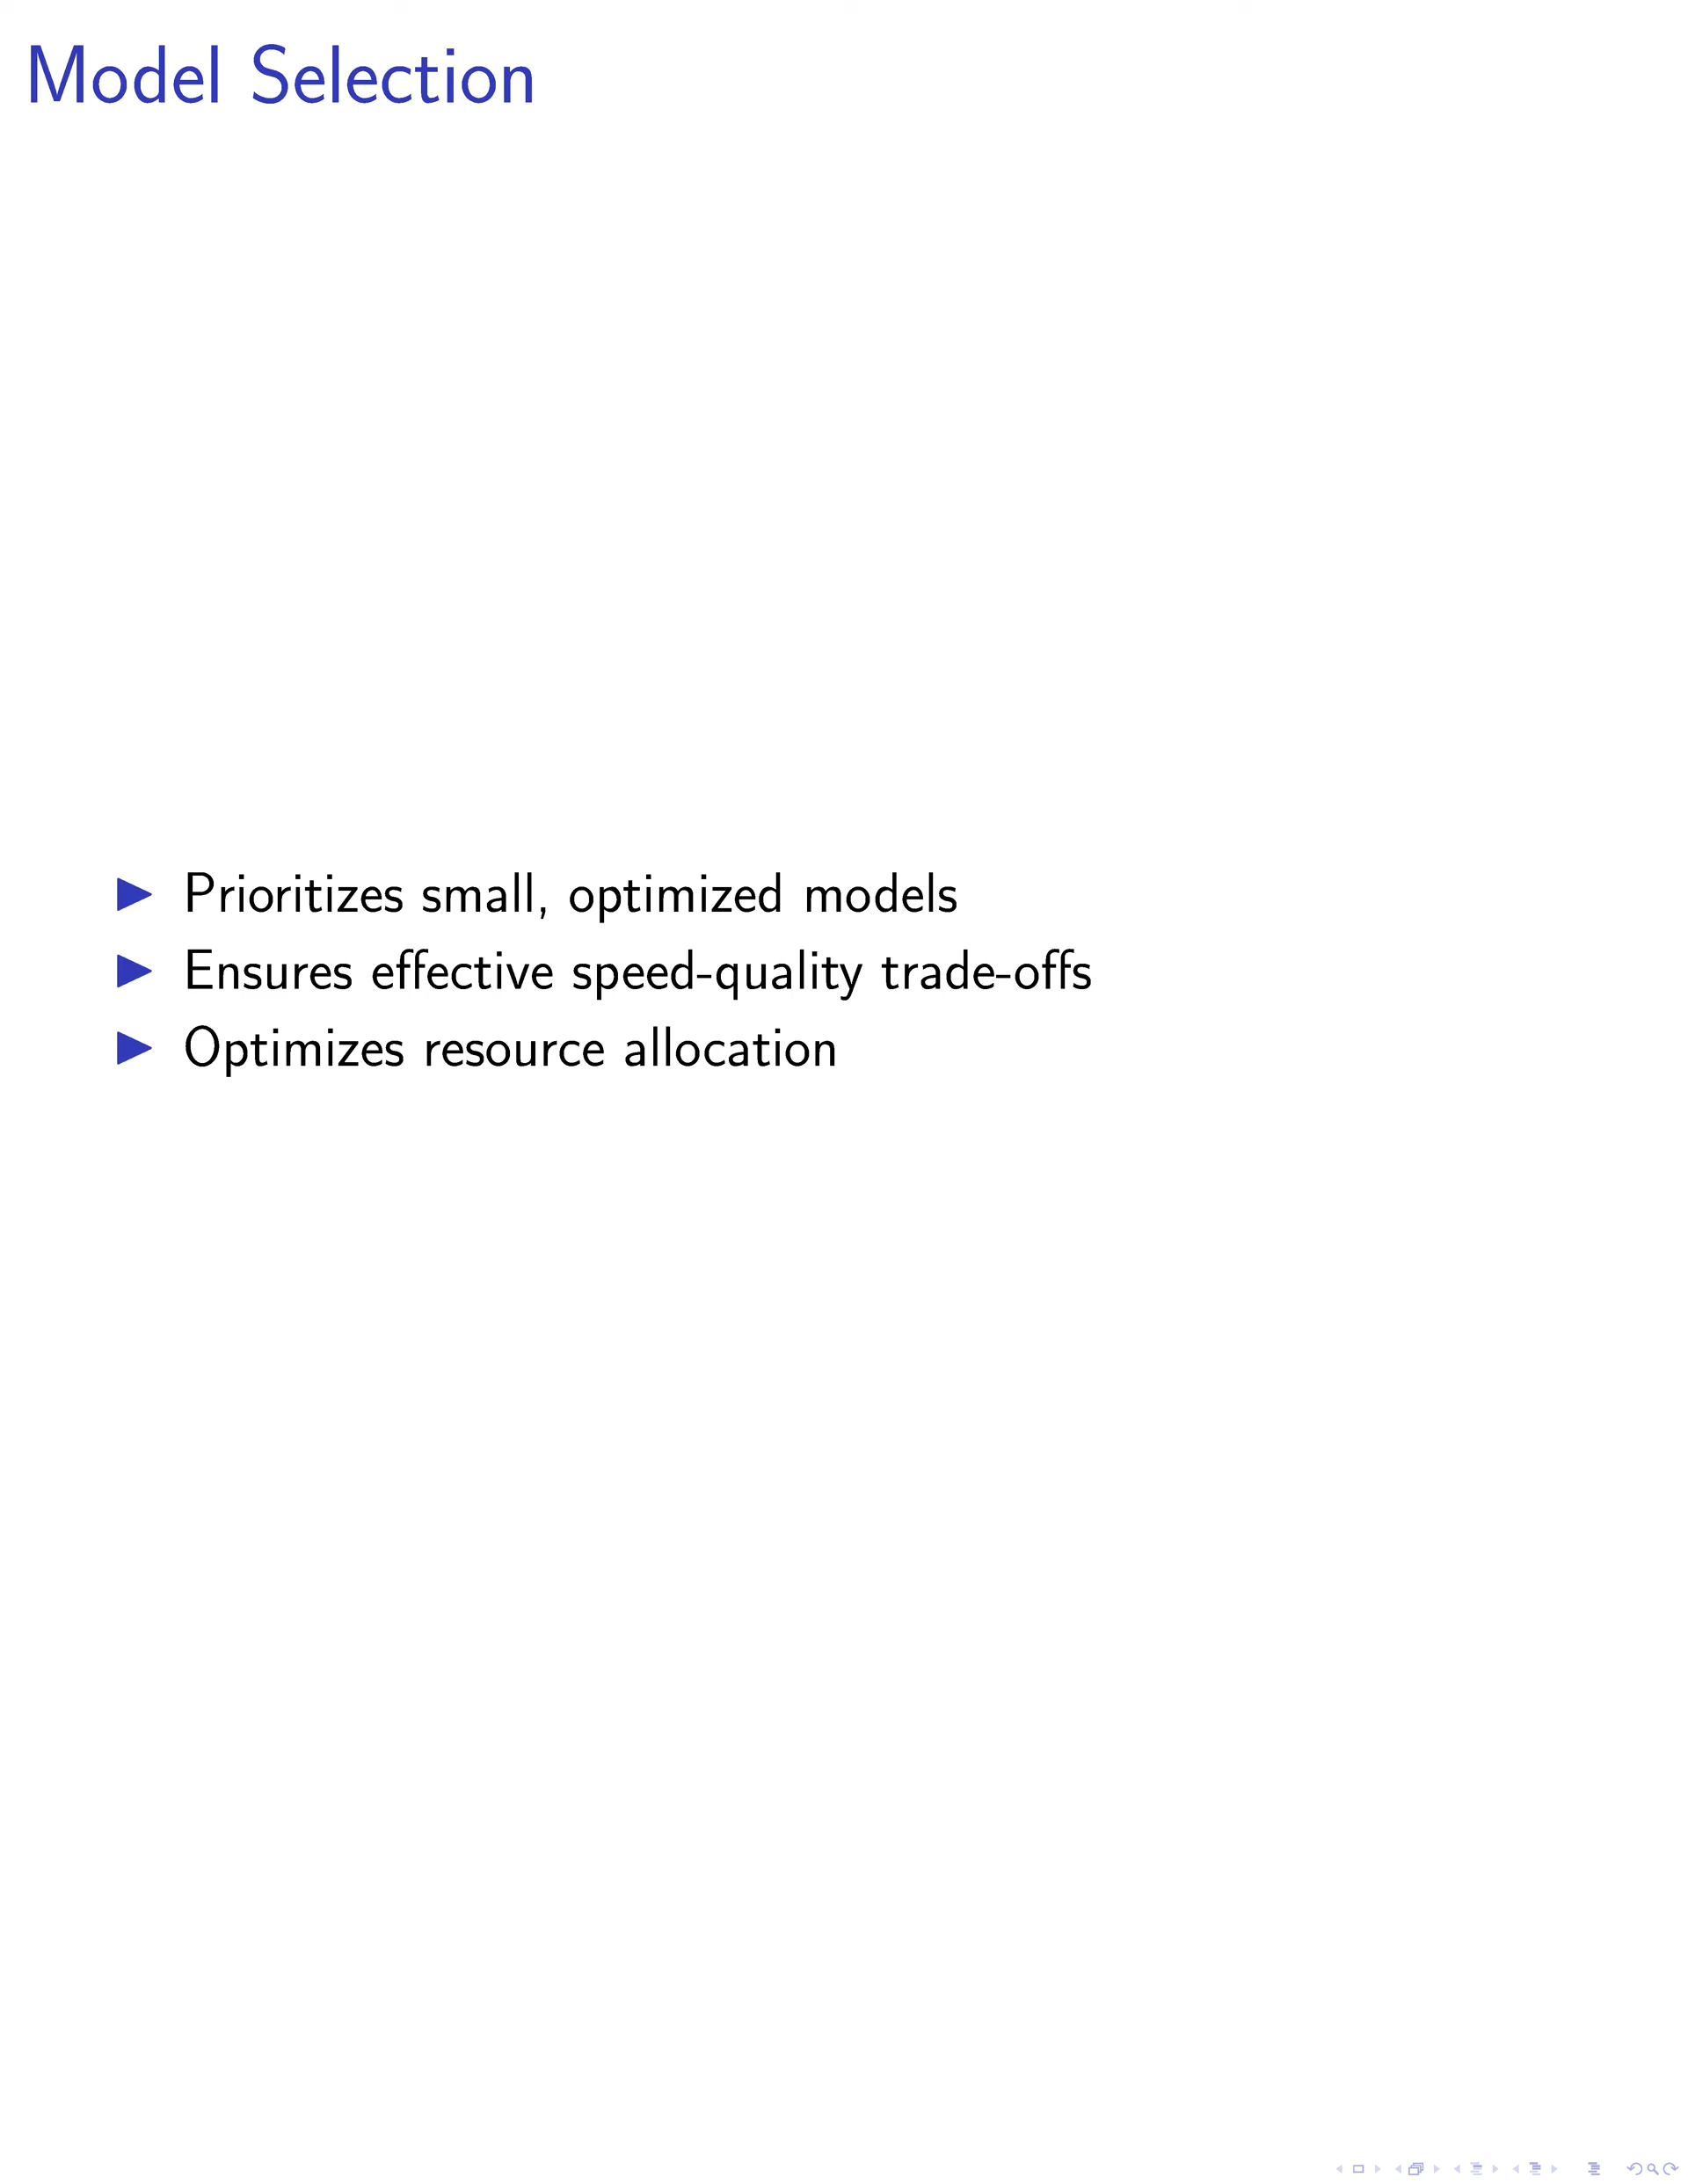 Model Selection
Prioritizes small, optimized models
Ensures effective speed-quality trade-offs
Optimizes resource allocation